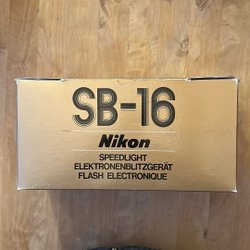 SB-16
Nikon
SPEEDLIGHT
ELEKTRONENBLITZGERÄT
FLASH ELECTRONIQUE